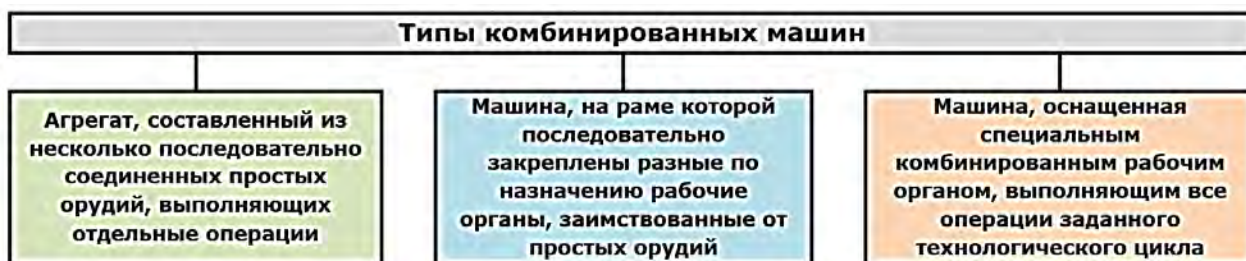 Типы комбинированных машин
Агрегат, составленный из
несколько последовательно
соединенных простых
орудий, выполняющих
отдельные операции
Машина, на раме которой
последовательно
закреплены разные по
назначению рабочие
органы, заимствованные от
простых орудий
Машина, оснащенная
специальным
комбинированным рабочим
органом, выполняющим все
операции заданного
технологического цикла